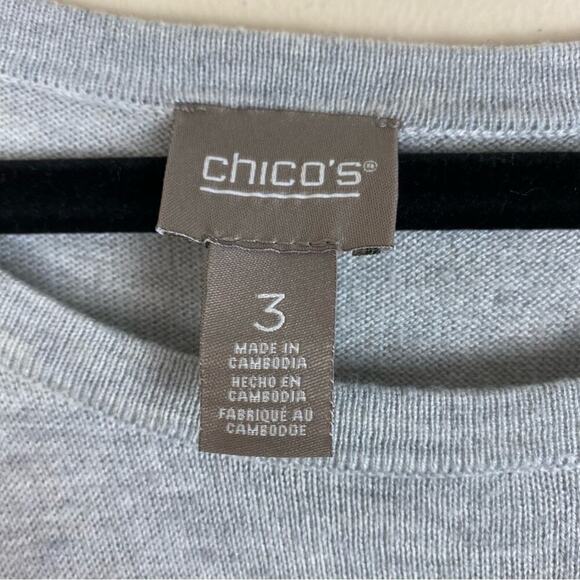 chico's®
3
MADE IN
CAMBODIA
HECHO EN
CAMBODIA
FABRIQUÉ AU
CAMBODGE